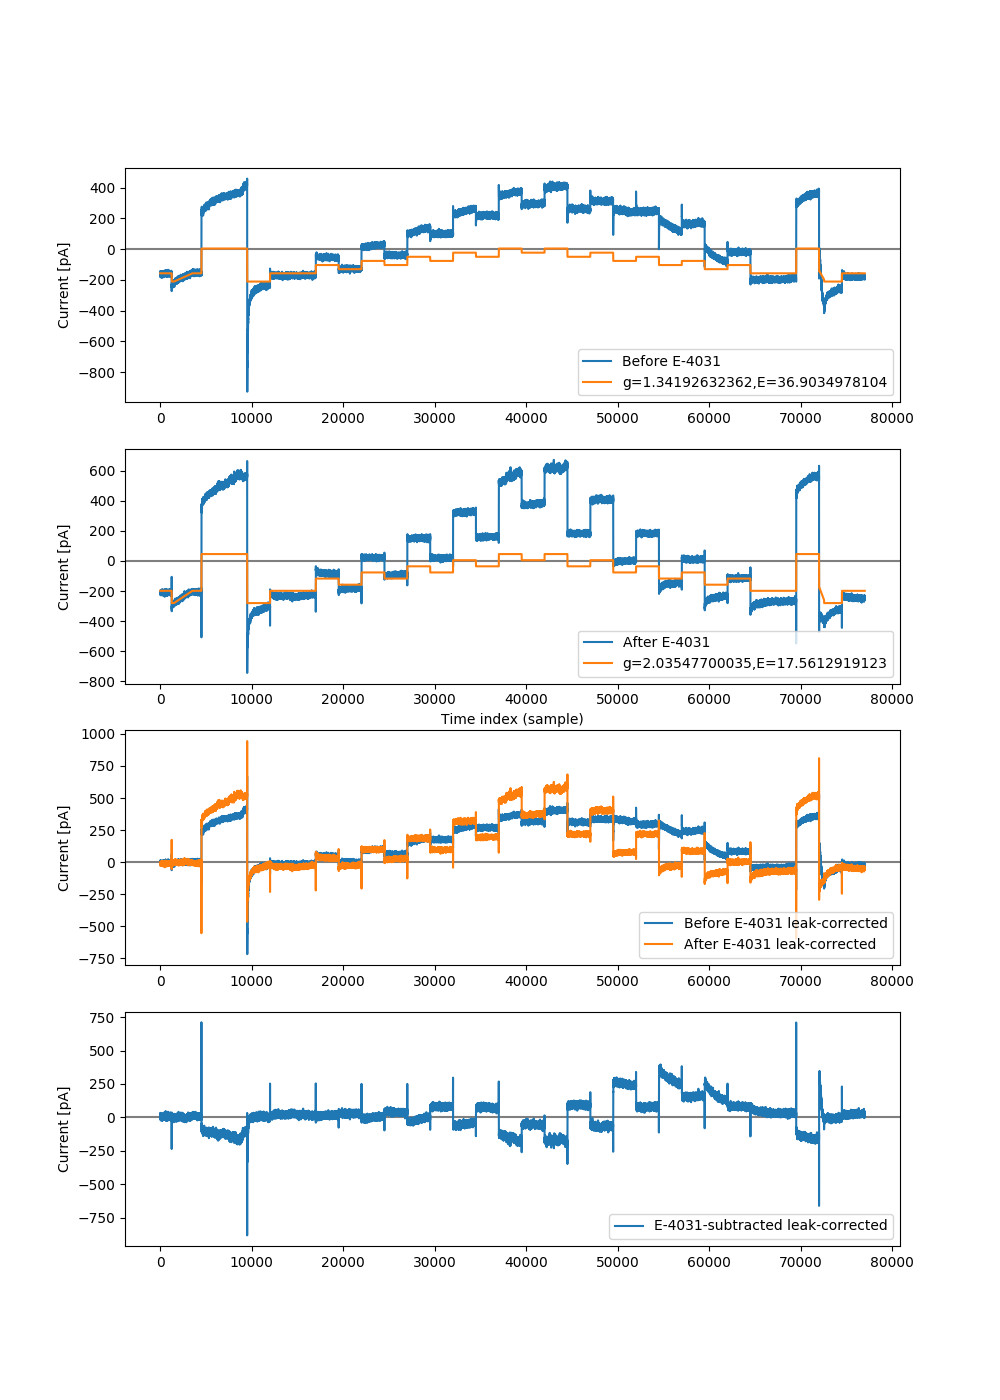 400
200
0
−200
−400
−600
−800
Current [pA]
Before E-4031
g=1.34192632362,E=36.9034978104
0 10000 20000 30000 40000 50000 60000 70000 80000
600
400
200
0
−200
−400
−600
−800
Current [pA]
After E-4031
g=2.03547700035,E=17.5612919123
0 10000 20000 30000 40000 50000 60000 70000 80000
Time index (sample)
1000
750
500
250
0
−250
−500
−750
Current [pA]
Before E-4031 leak-corrected
After E-4031 leak-corrected
0 10000 20000 30000 40000 50000 60000 70000 80000
750
500
250
0
−250
−500
−750
Current [pA]
E-4031-subtracted leak-corrected
0 10000 20000 30000 40000 50000 60000 70000 80000